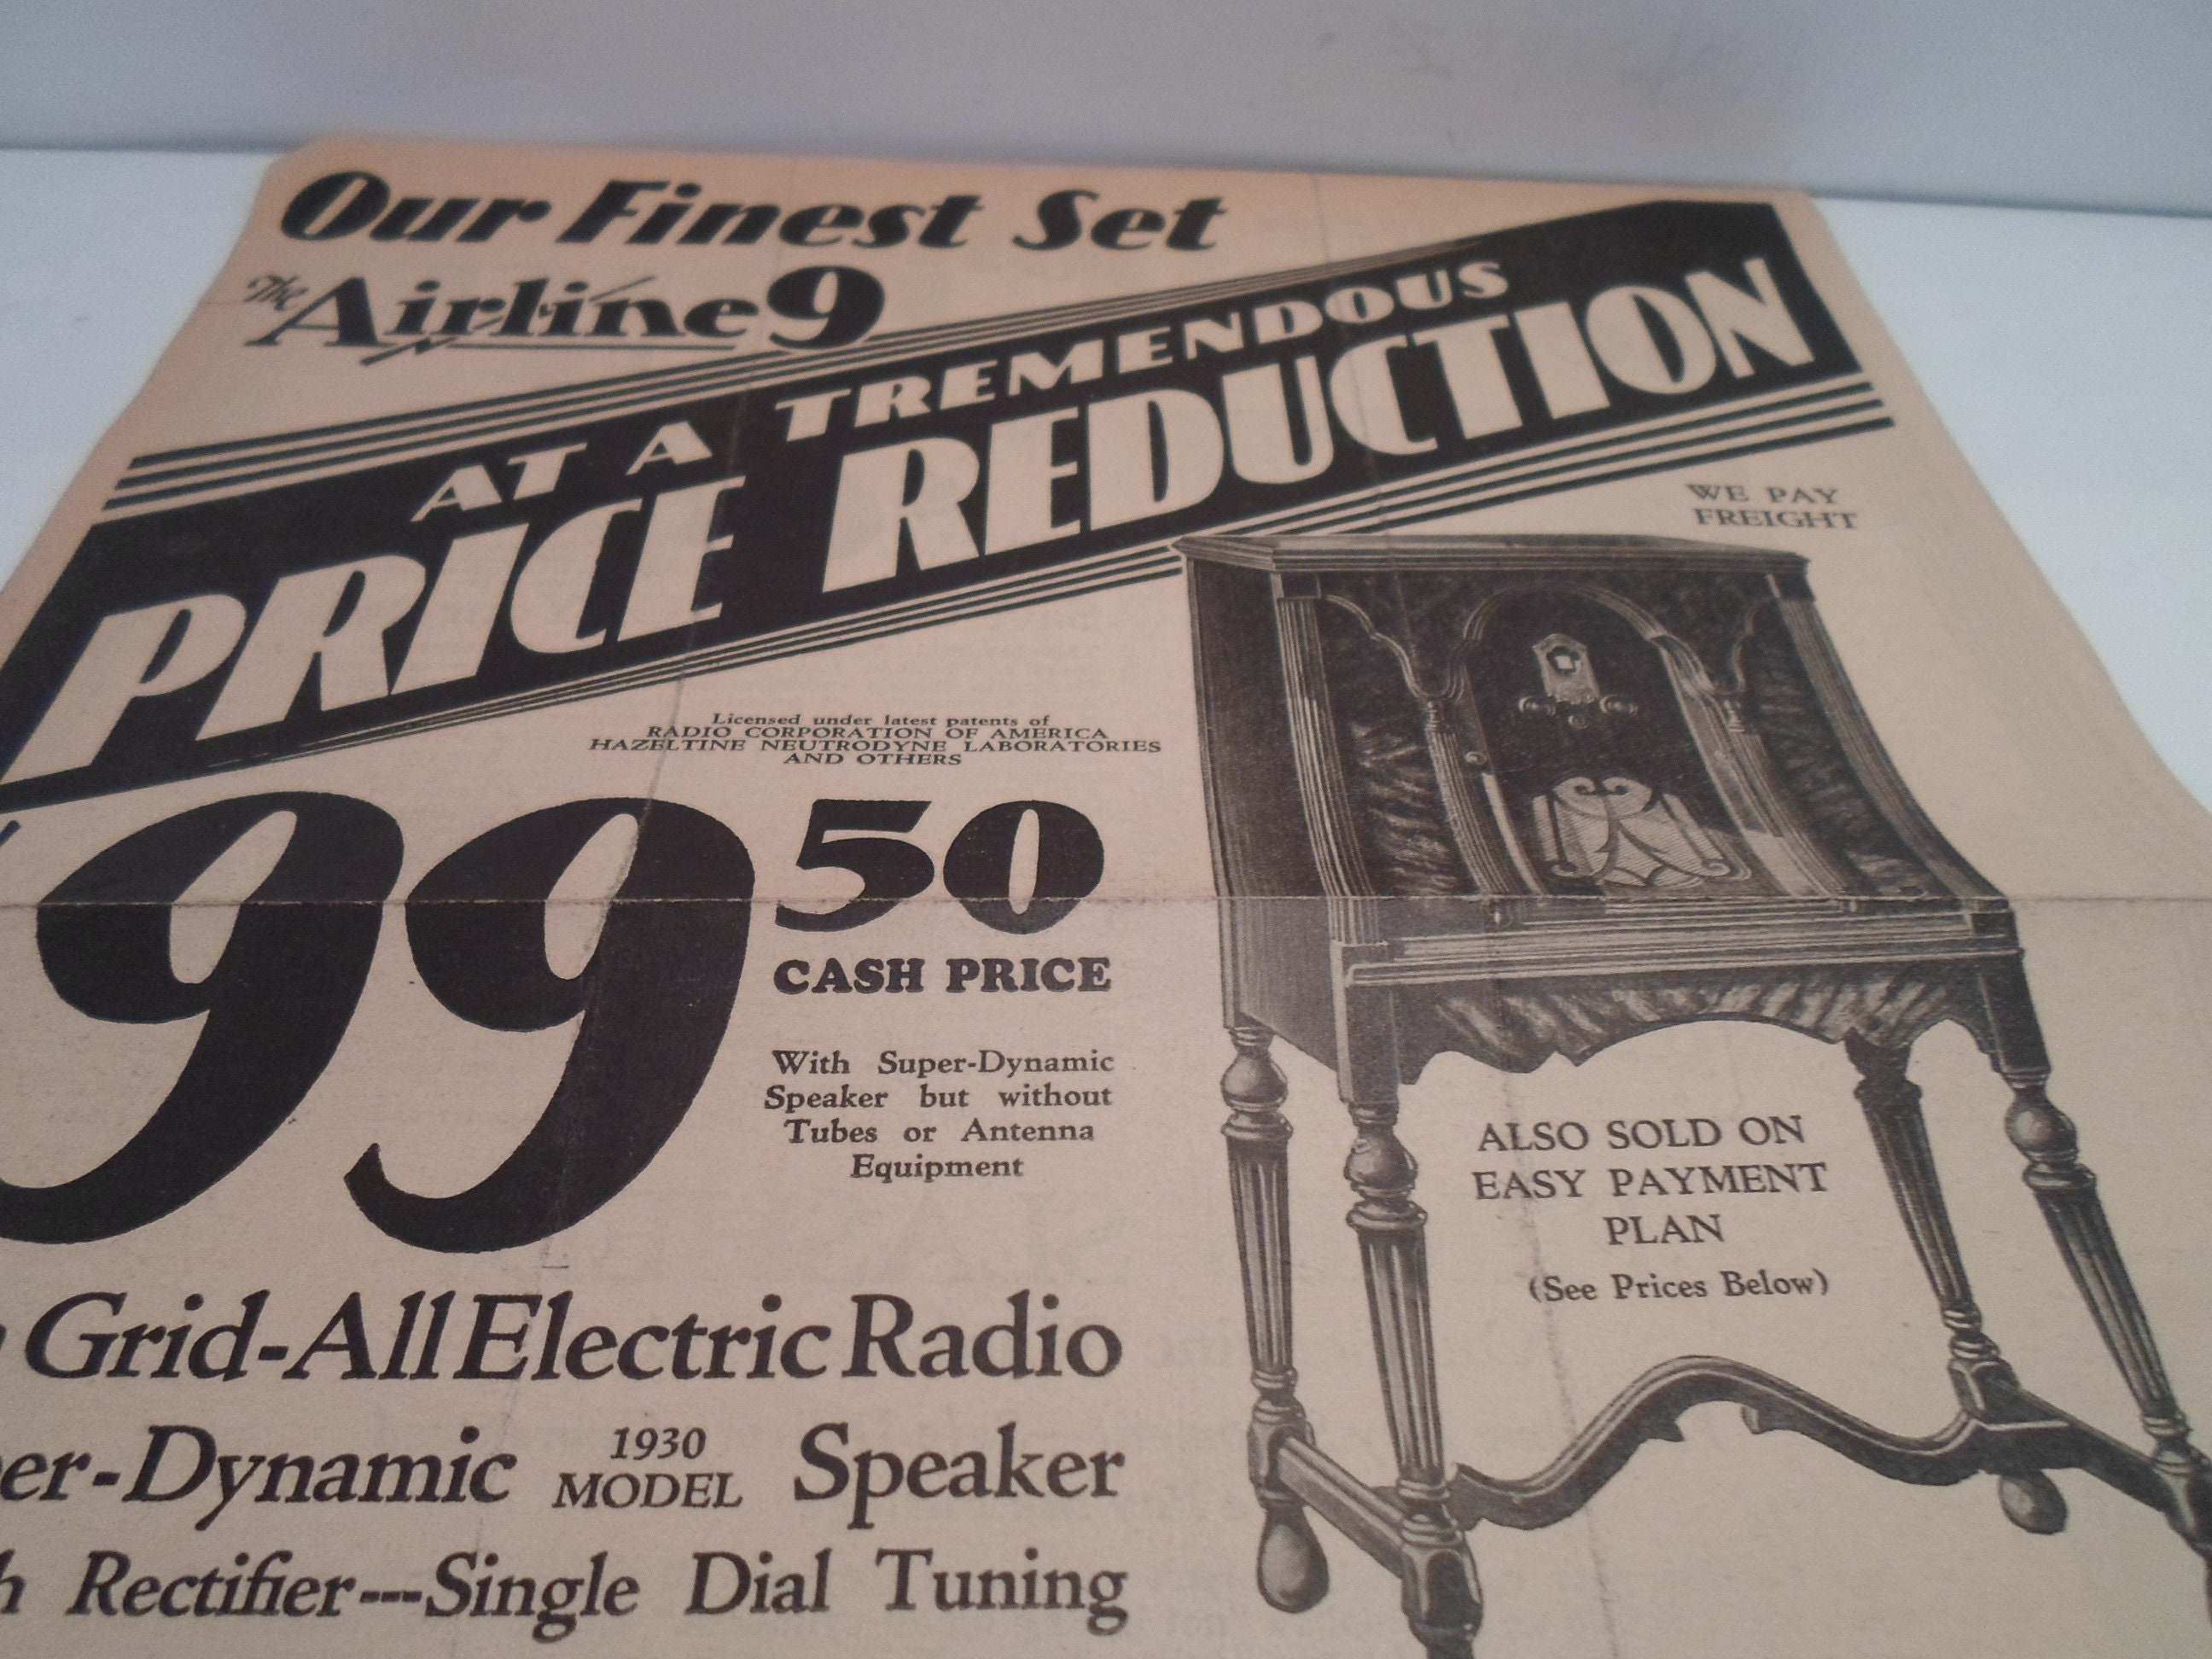 Our Finest Set
The Airline 9
AT A TREMENDOUS
PRICE REDUCTION
WE PAY
FREIGHT
Licensed under latest patents of
RADIO CORPORATION OF AMERICA
HAZELTINE NEUTRODYNE LABORATORIES
AND OTHERS
99 50
CASH PRICE
With Super-Dynamic
Speaker but without
Tubes or Antenna
Equipment
ALSO SOLD ON
EASY PAYMENT
PLAN
(See Prices Below)
Grid-All Electric Radio
er-Dynamic 1930 MODEL Speaker
h Rectifier---Single Dial Tuning